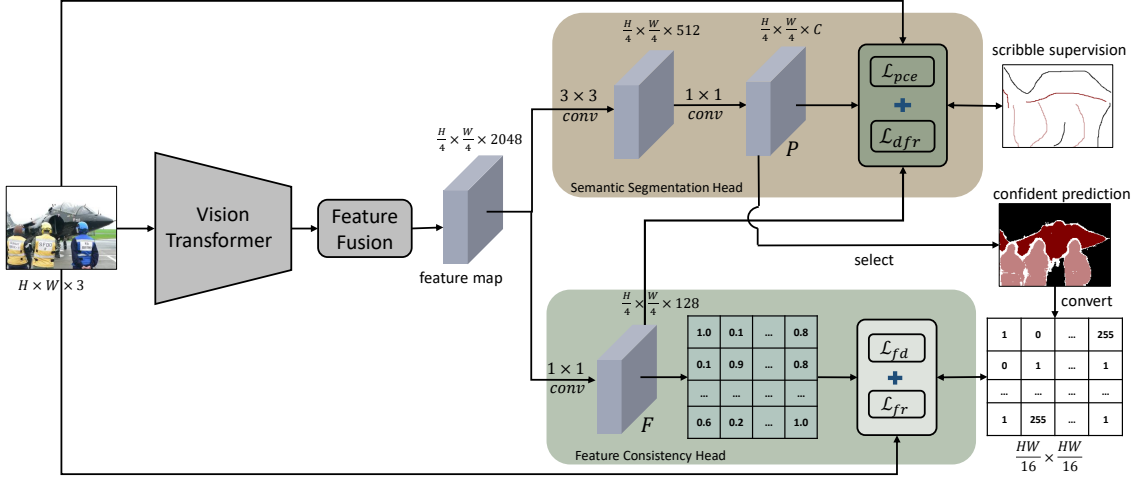 H × W × 3
Vision
Transformer
Feature
Fusion
H/4 × W/4 × 2048
feature map
3 × 3
conv
H/4 × W/4 × 512
1 × 1
conv
H/4 × W/4 × C
P
Semantic Segmentation Head
ℒpce
+
ℒdfr
scribble supervision
confident prediction
select
convert
1 × 1
conv
H/4 × W/4 × 128
F
1.0 0.1 ... 0.8
0.1 0.9 ... 0.8
... ... ... ...
0.6 0.2 ... 1.0
Feature Consistency Head
ℒfd
+
ℒfr
1 0 ... 255
0 1 ... 1
... ... ... ...
1 255 ... 1
HW/16 × HW/16